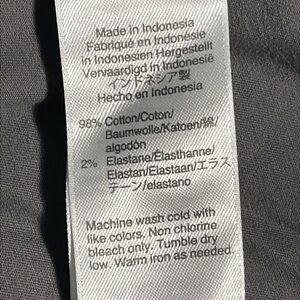 Made in Indonesia
Fabriqué en Indonésie
in Indonesien Hergestellt
Vervaardigd in Indonesië
インドネシア製
Hecho en Indonesia
98% Cotton/Coton/
Baumwolle/Katoen/綿/
algodón
2% Elastane/Élasthanne/
Elastan/Elastaan/エラス
テーン/elastano
Machine wash cold with
like colors. Non chlorine
bleach only. Tumble dry
low. Warm iron as needed.